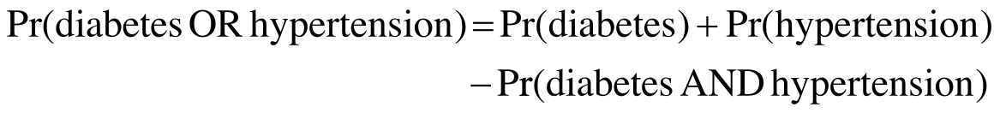 Pr(diabetes OR hypertension) = Pr(diabetes) + Pr(hypertension)
− Pr(diabetes AND hypertension)